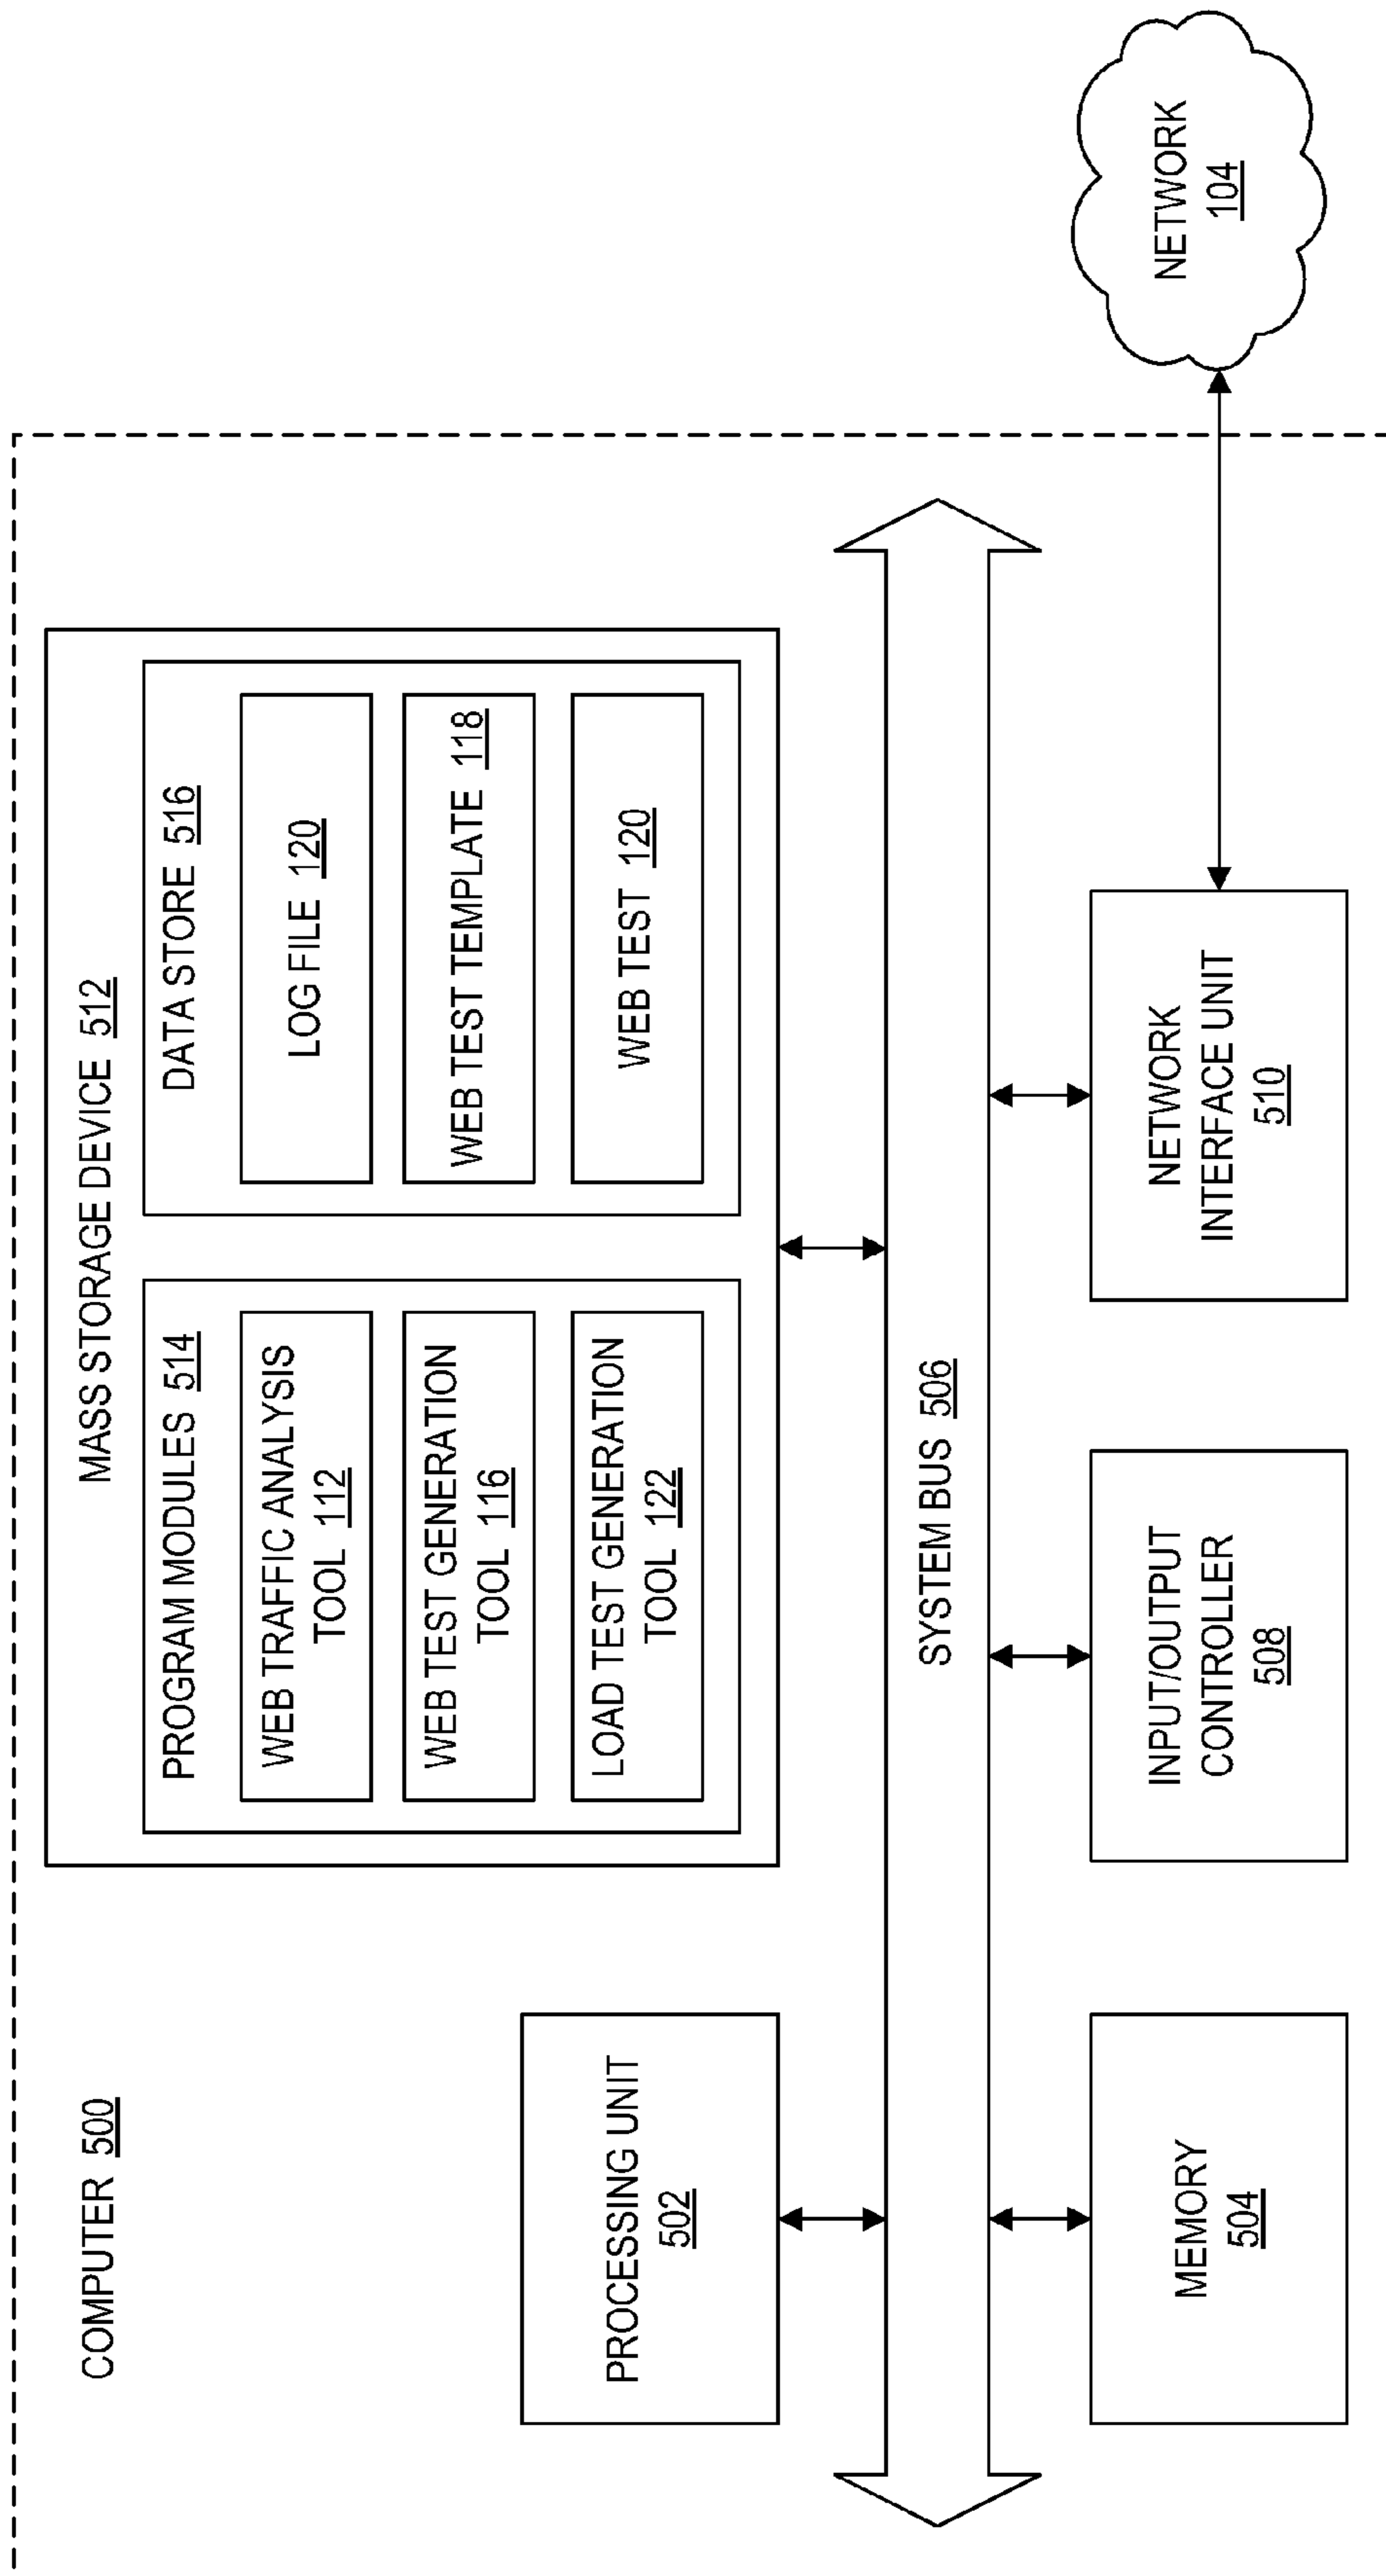 COMPUTER 500
MASS STORAGE DEVICE 512
PROGRAM MODULES 514
WEB TRAFFIC ANALYSIS
TOOL 112
WEB TEST GENERATION
TOOL 116
LOAD TEST GENERATION
TOOL 122
DATA STORE 516
LOG FILE 120
WEB TEST TEMPLATE 118
WEB TEST 120
PROCESSING UNIT
502
SYSTEM BUS 506
MEMORY
504
INPUT/OUTPUT
CONTROLLER
508
NETWORK
INTERFACE UNIT
510
NETWORK
104